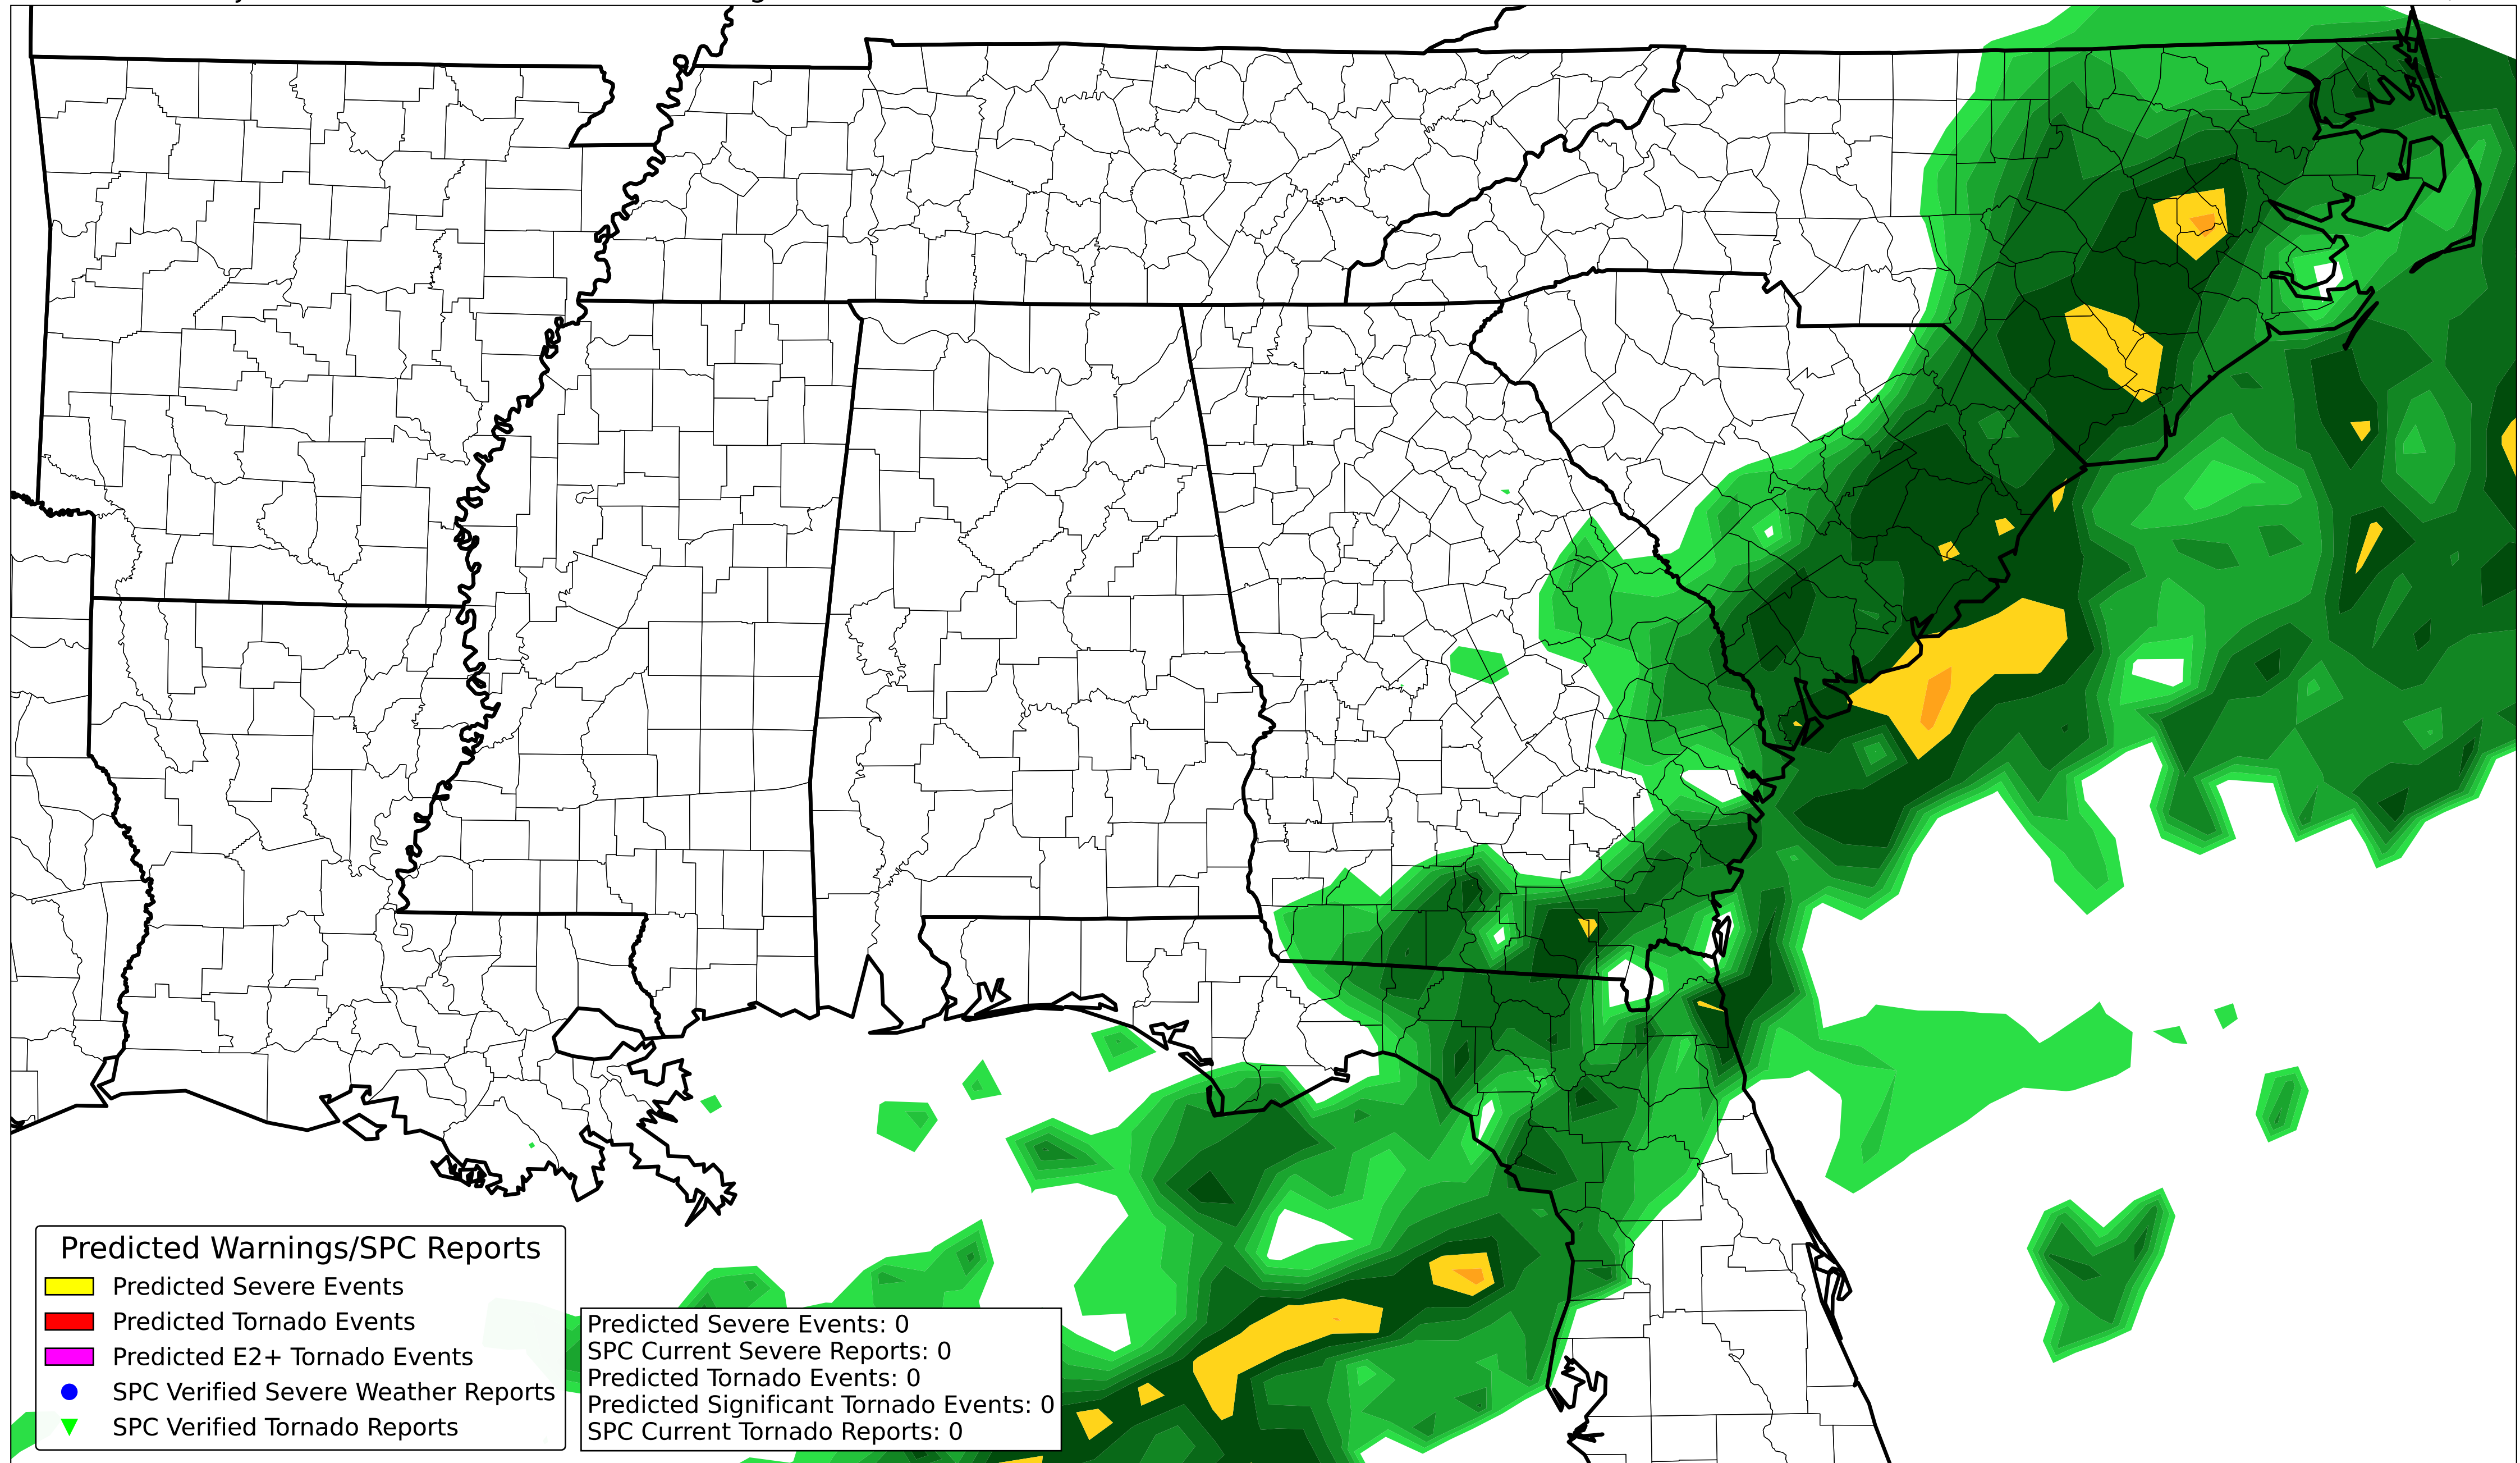 Predicted Warnings/SPC Reports
Predicted Severe Events
Predicted Tornado Events
Predicted E2+ Tornado Events
SPC Verified Severe Weather Reports
SPC Verified Tornado Reports
Predicted Severe Events: 0
SPC Current Severe Reports: 0
Predicted Tornado Events: 0
Predicted Significant Tornado Events: 0
SPC Current Tornado Reports: 0